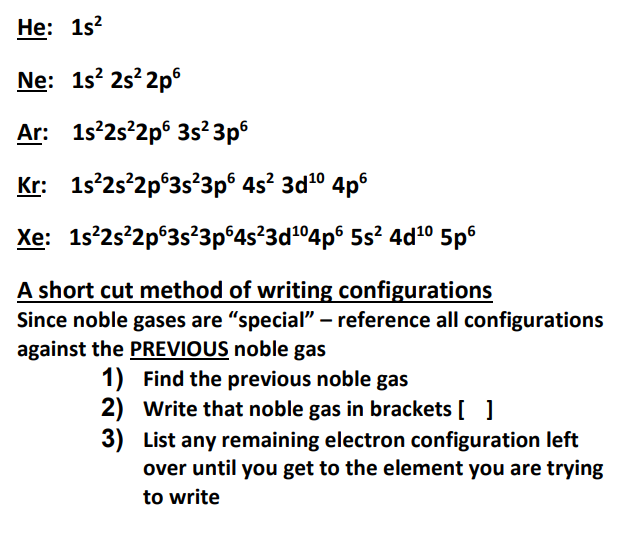 He: 1s²
Ne: 1s² 2s² 2p⁶
Ar: 1s²2s²2p⁶ 3s² 3p⁶
Kr: 1s²2s²2p⁶3s²3p⁶ 4s² 3d¹⁰ 4p⁶
Xe: 1s²2s²2p⁶3s²3p⁶4s²3d¹⁰4p⁶ 5s² 4d¹⁰ 5p⁶
A short cut method of writing configurations
Since noble gases are “special” – reference all configurations
against the PREVIOUS noble gas
1) Find the previous noble gas
2) Write that noble gas in brackets [ ]
3) List any remaining electron configuration left
over until you get to the element you are trying
to write